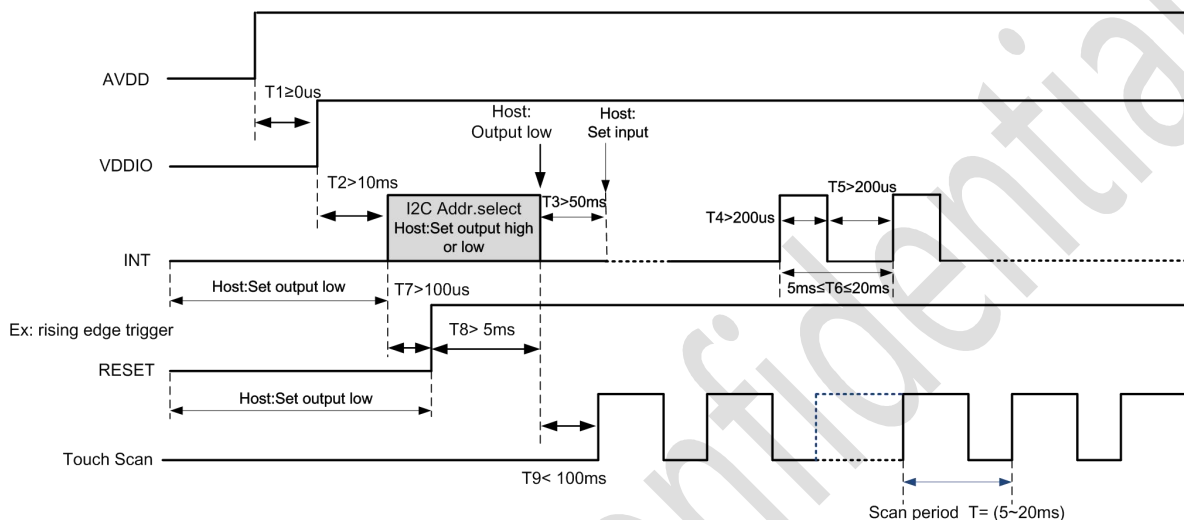 AVDD
T1≥0us
Host:
Output low
Host:
Set input
VDDIO
T2>10ms
I2C Addr.select
Host:Set output high
or low
T3>50ms
T4>200us
T5>200us
INT
5ms≤T6≤20ms
Host:Set output low
T7>100us
Ex: rising edge trigger
T8> 5ms
RESET
Host:Set output low
Touch Scan
T9< 100ms
Scan period T= (5~20ms)
onfidential